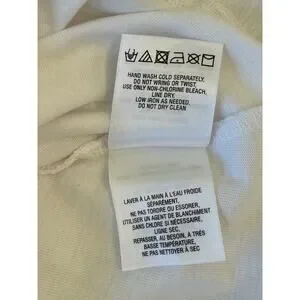 HAND WASH COLD SEPARATELY.
DO NOT WRING OR TWIST.
USE ONLY NON-CHLORINE BLEACH,
LINE DRY.
LOW IRON AS NEEDED.
DO NOT DRY CLEAN
LAVER À LA MAIN À L'EAU FROIDE
SÉPARÉMENT,
NE PAS TORDRE OU ESSORER,
UTILISER UN AGENT DE BLANCHIMENT
SANS CHLORE SI NÉCESSAIRE,
LIGNE SEC,
REPASSER, AU BESOIN, A TRÉS
BASSE TEMPÉRATURE,
NE PAS NETTOYER À SEC